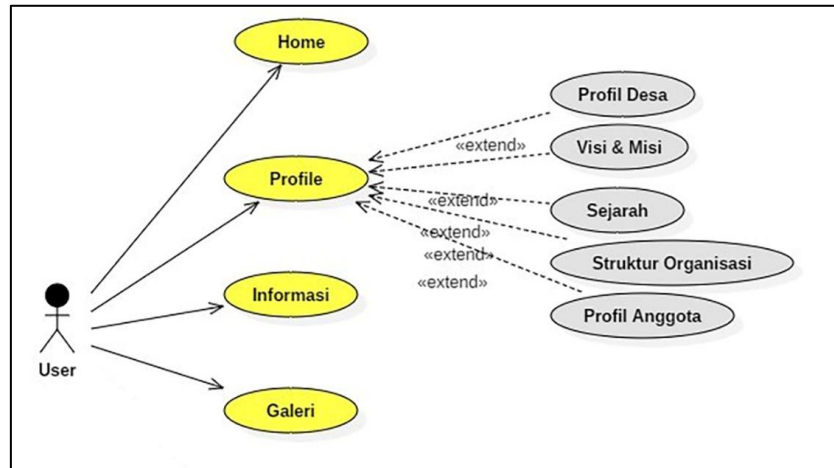 Home
Profil Desa
«extend»
Visi & Misi
Profile
«extend»
Sejarah
«extend»
«extend»
Struktur Organisasi
«extend»
Informasi
Profil Anggota
User
Galeri